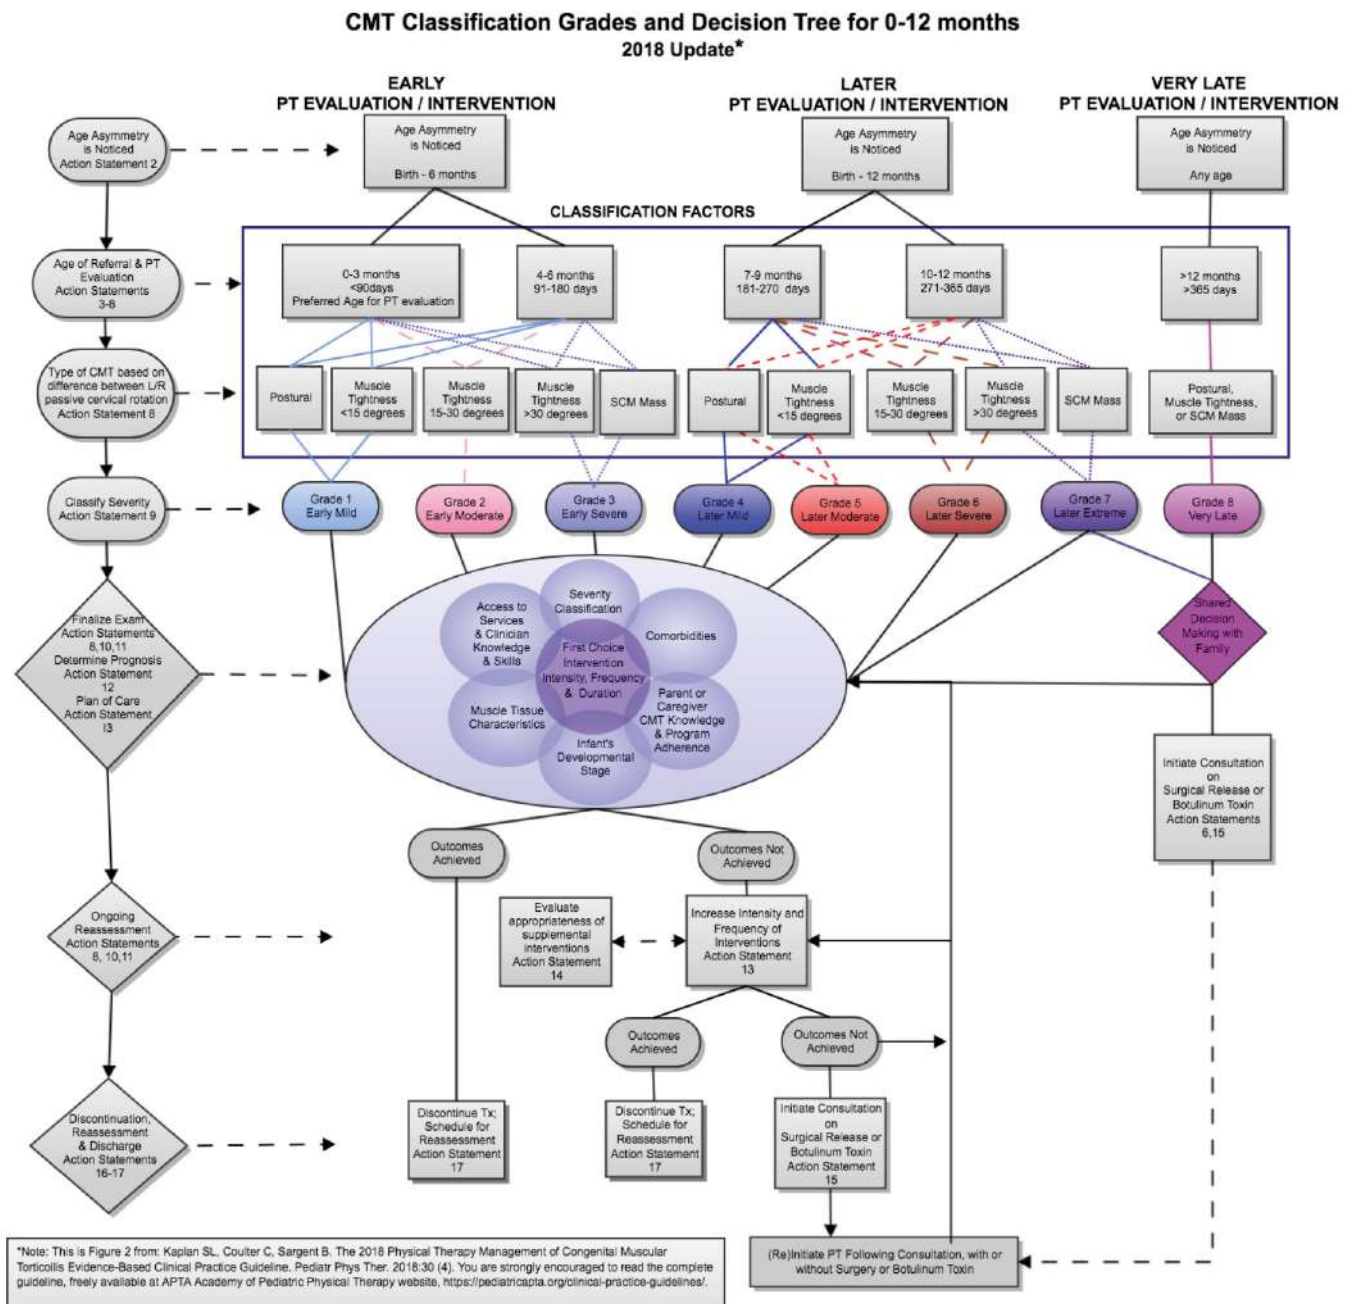 CMT Classification Grades and Decision Tree for 0-12 months
2018 Update*
EARLY
PT EVALUATION / INTERVENTION
LATER
PT EVALUATION / INTERVENTION
VERY LATE
PT EVALUATION / INTERVENTION
Age Asymmetry
is Noticed
Action Statement 2
Age Asymmetry
is Noticed
Birth - 6 months
Age Asymmetry
is Noticed
Birth - 12 months
Age Asymmetry
is Noticed
Any age
CLASSIFICATION FACTORS
Age of Referral & PT
Evaluation
Action Statements
3-8
0-3 months
<90days
Preferred Age for PT evaluation
4-6 months
91-180 days
7-9 months
181-270 days
10-12 months
271-365 days
>12 months
>365 days
Type of CMT based on
difference between L/R
passive cervical rotation
Action Statement 8
Postural
Muscle
Tightness
<15 degrees
Muscle
Tightness
15-30 degrees
Muscle
Tightness
>30 degrees
SCM Mass
Postural
Muscle
Tightness
<15 degrees
Muscle
Tightness
15-30 degrees
Muscle
Tightness
>30 degrees
SCM Mass
Postural,
Muscle Tightness,
or SCM Mass
Classify Severity
Action Statement 9
Grade 1
Early Mild
Grade 2
Early Moderate
Grade 3
Early Severe
Grade 4
Later Mild
Grade 5
Later Moderate
Grade 6
Later Severe
Grade 7
Later Extreme
Grade 8
Very Late
Finalize Exam
Action Statements
8,10,11
Determine Prognosis
Action Statement
12
Plan of Care
Action Statement
I3
Access to
Services
& Clinician
Knowledge
& Skills
Severity
Classification
Comorbidities
First Choice
Intervention
Intensity, Frequency
& Duration
Muscle Tissue
Characteristics
Parent or
Caregiver
CMT Knowledge
& Program
Adherence
Infant's
Developmental
Stage
Shared
Decision
Making with
Family
Initiate Consultation
on
Surgical Release or
Botulinum Toxin
Action Statements
6,15
Outcomes
Achieved
Outcomes Not
Achieved
Ongoing
Reassessment
Action Statements
8, 10,11
Evaluate
appropriateness of
supplemental
interventions
Action Statement
14
Increase Intensity and
Frequency of
Interventions
Action Statement
13
Outcomes
Achieved
Outcomes Not
Achieved
Discontinuation,
Reassessment
& Discharge
Action Statements
16-17
Discontinue Tx;
Schedule for
Reassessment
Action Statement
17
Discontinue Tx;
Schedule for
Reassessment
Action Statement
17
Initiate Consultation
on
Surgical Release or
Botulinum Toxin
Action Statement
15
(Re)Initiate PT Following Consultation, with or
without Surgery or Botulinum Toxin
*Note: This is Figure 2 from: Kaplan SL, Coulter C, Sargent B. The 2018 Physical Therapy Management of Congenital Muscular
Torticollis Evidence-Based Clinical Practice Guideline. Pediatr Phys Ther. 2018:30 (4). You are strongly encouraged to read the complete
guideline, freely available at APTA Academy of Pediatric Physical Therapy website, https://pediatricapta.org/clinical-practice-guidelines/.